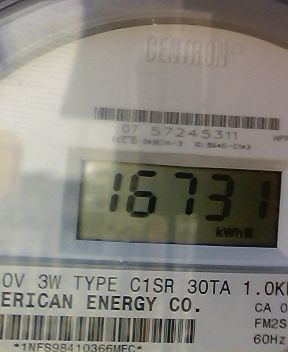 CENTRON
07 57245311
16731
kWh
0V 3W TYPE C1SR 30TA 1.0K
ERICAN ENERGY CO.
CA 0
FM2S
60Hz
*1NFS98410366MEC*